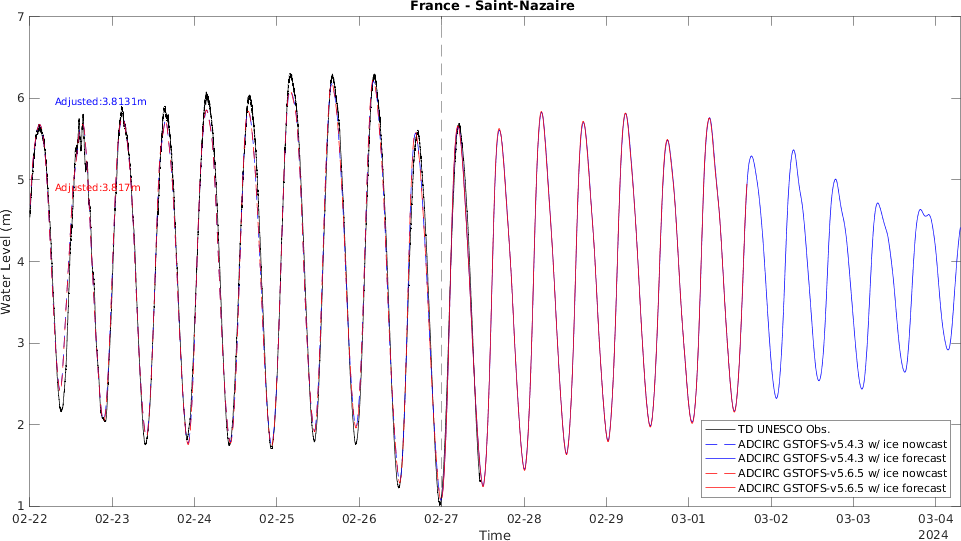 France - Saint-Nazaire
7
6
5
4
3
2
1
Water Level (m)
Adjusted:3.8131m
Adjusted:3.817m
TD UNESCO Obs.
ADCIRC GSTOFS-v5.4.3 w/ ice nowcast
ADCIRC GSTOFS-v5.4.3 w/ ice forecast
ADCIRC GSTOFS-v5.6.5 w/ ice nowcast
ADCIRC GSTOFS-v5.6.5 w/ ice forecast
02-22 02-23 02-24 02-25 02-26 02-27 02-28 02-29 03-01 03-02 03-03 03-04
Time
2024